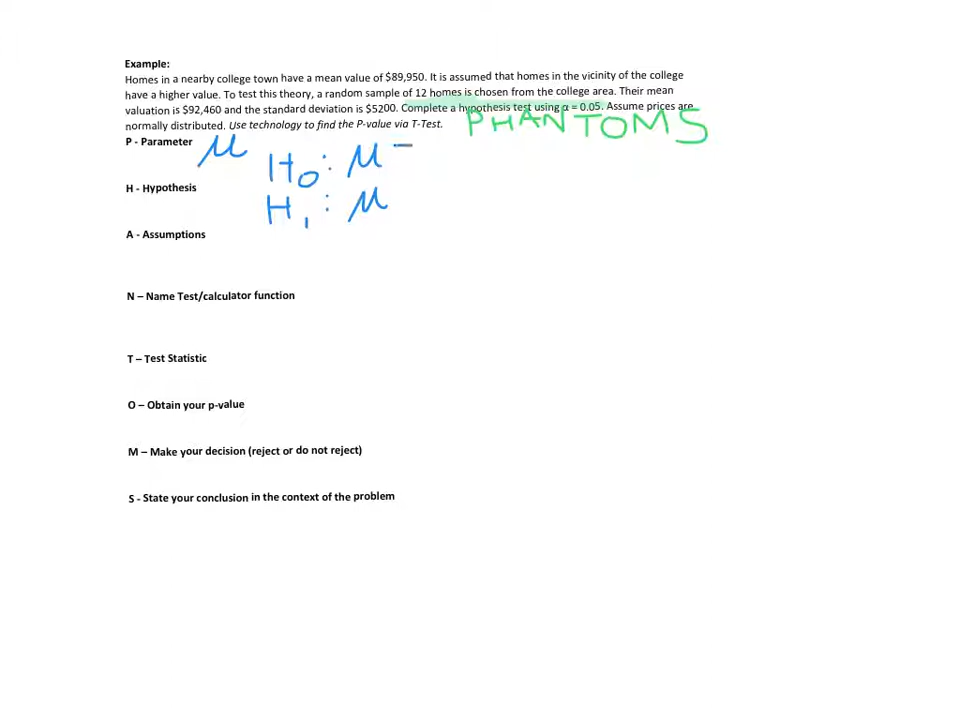 Example:
Homes in a nearby college town have a mean value of $89,950. It is assumed that homes in the vicinity of the college
have a higher value. To test this theory, a random sample of 12 homes is chosen from the college area. Their mean
valuation is $92,460 and the standard deviation is $5200. Complete a hypothesis test using α = 0.05. Assume prices are
normally distributed. Use technology to find the P-value via T-Test.
PHANTOMS
P - Parameter μ
H₀ : μ −
H - Hypothesis
H₁ : μ
A - Assumptions
N – Name Test/calculator function
T – Test Statistic
O – Obtain your p-value
M – Make your decision (reject or do not reject)
S - State your conclusion in the context of the problem